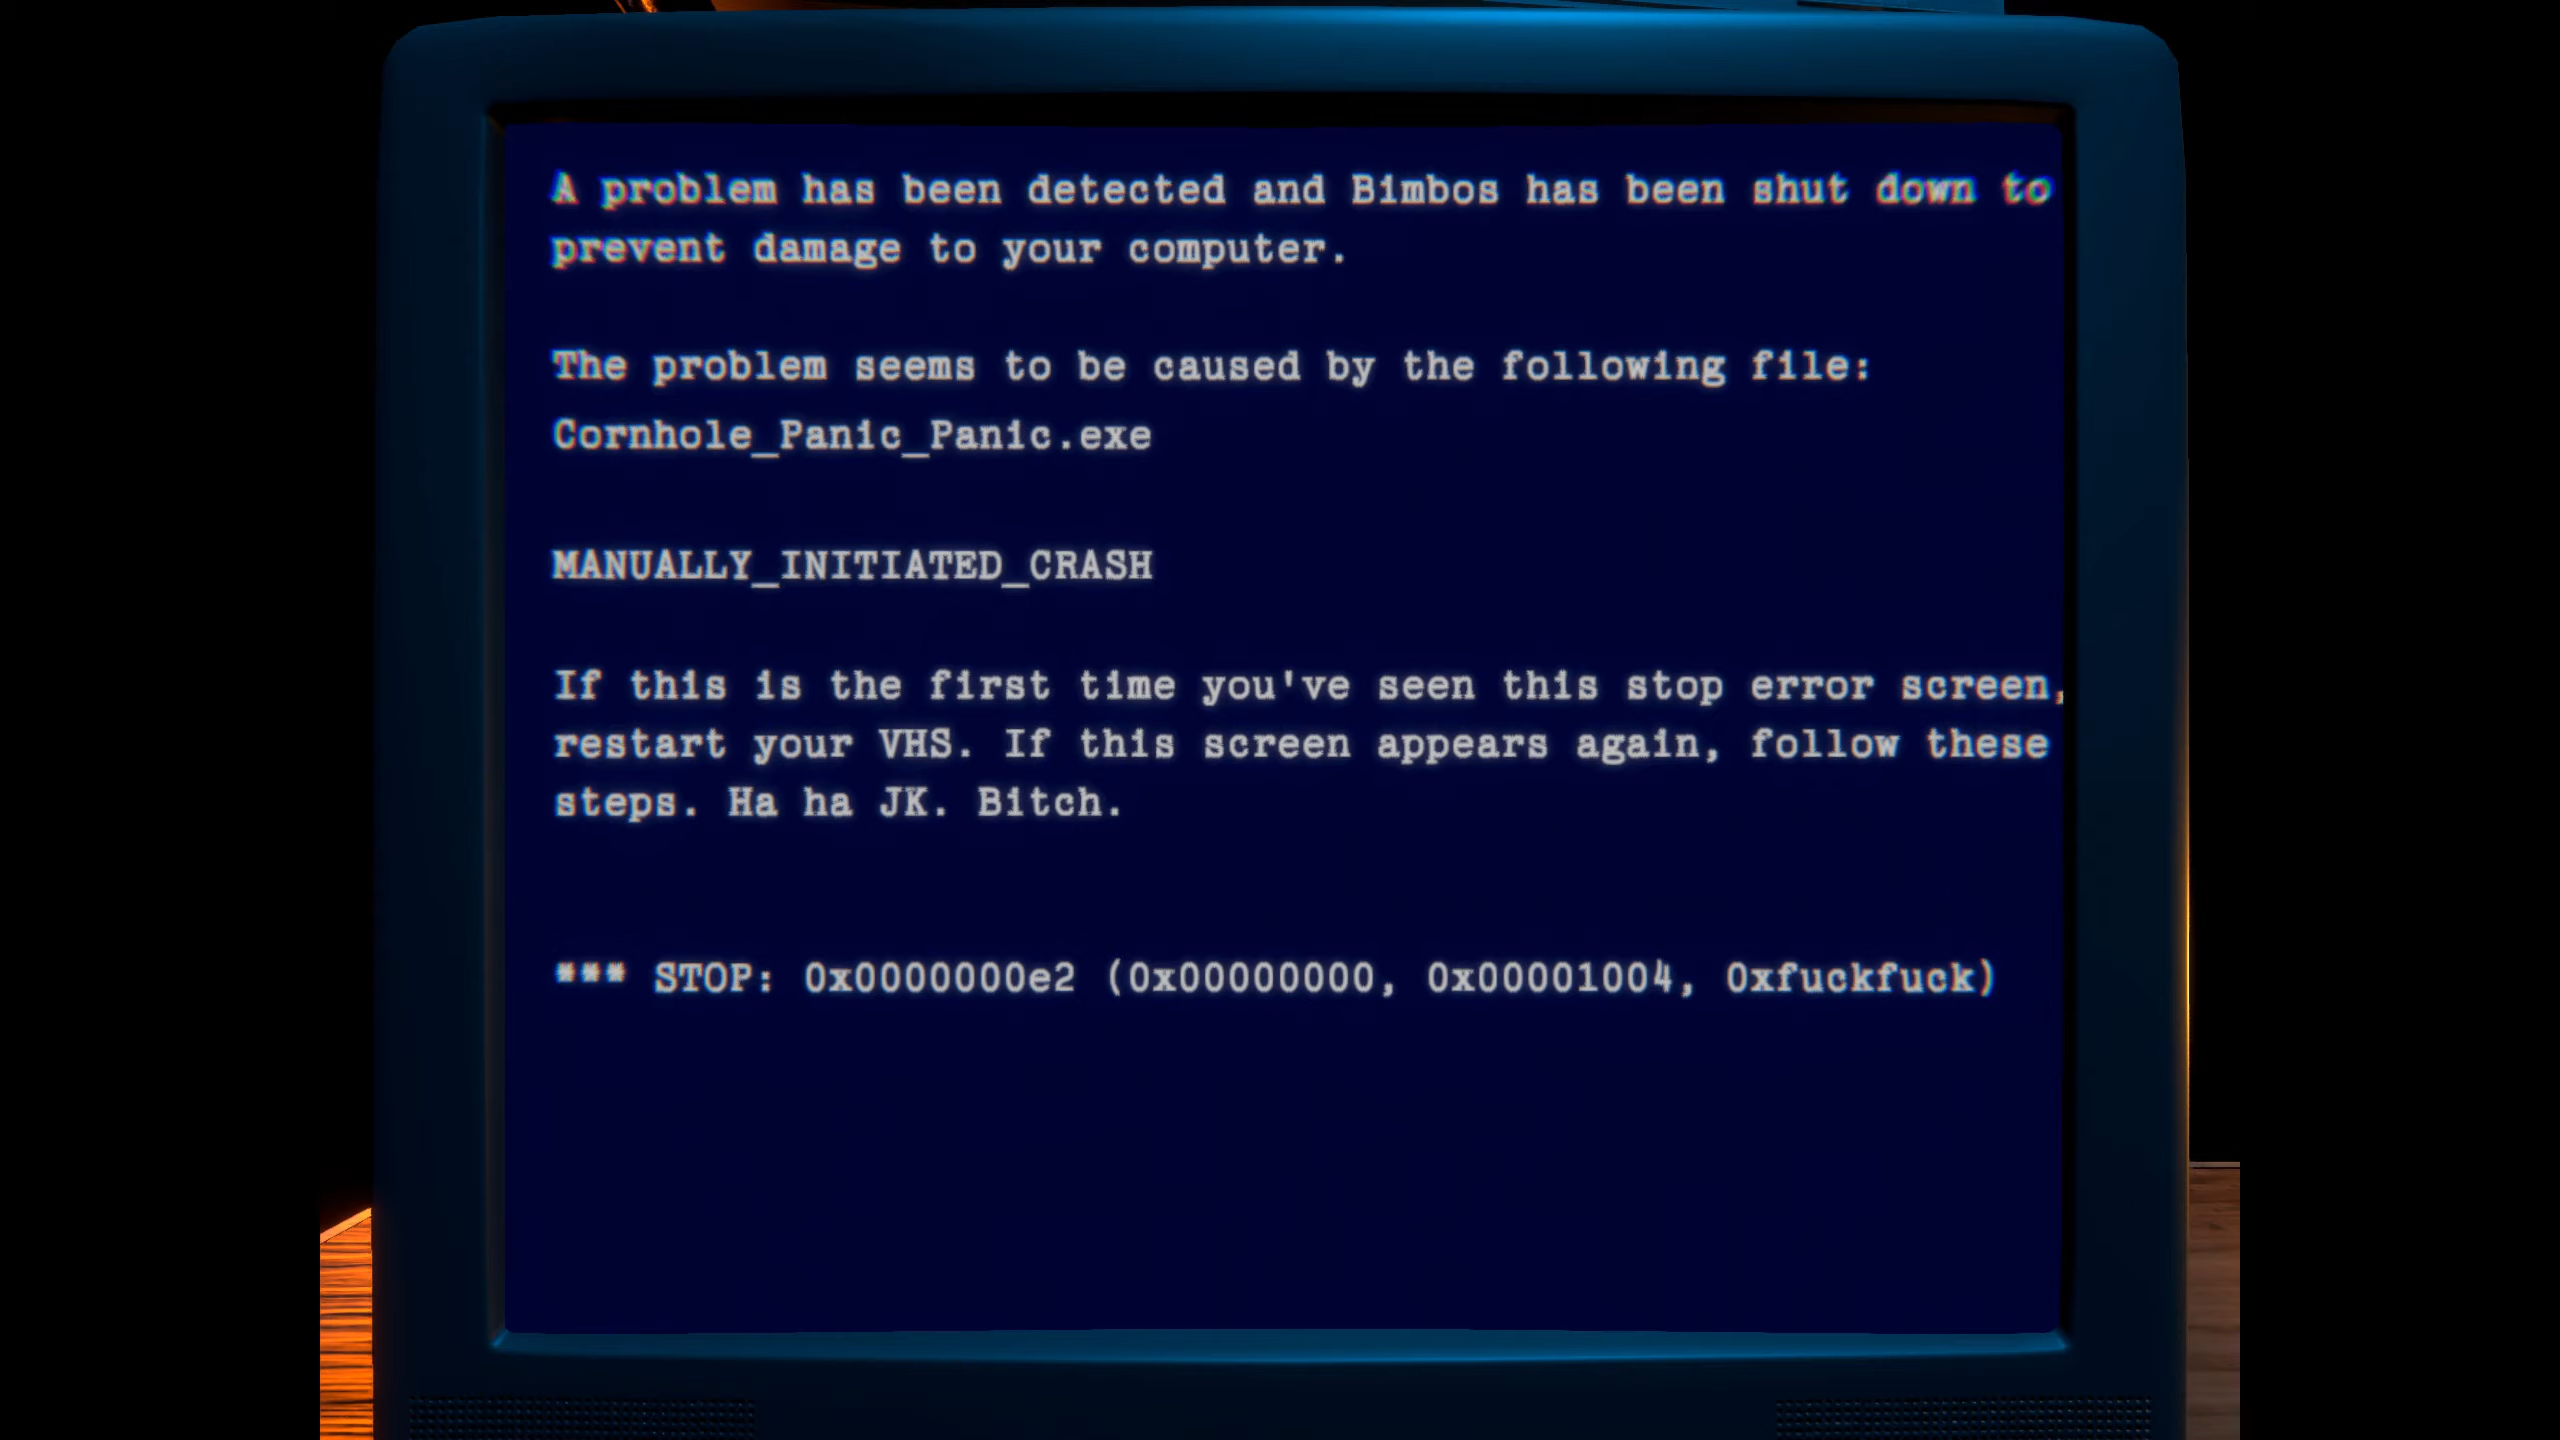 A problem has been detected and Bimbos has been shut down to
prevent damage to your computer.
The problem seems to be caused by the following file:
Cornhole_Panic_Panic.exe
MANUALLY_INITIATED_CRASH
If this is the first time you've seen this stop error screen,
restart your VHS. If this screen appears again, follow these
steps. Ha ha JK. Bitch.
*** STOP: 0x0000000e2 (0x00000000, 0x00001004, 0xfuckfuck)